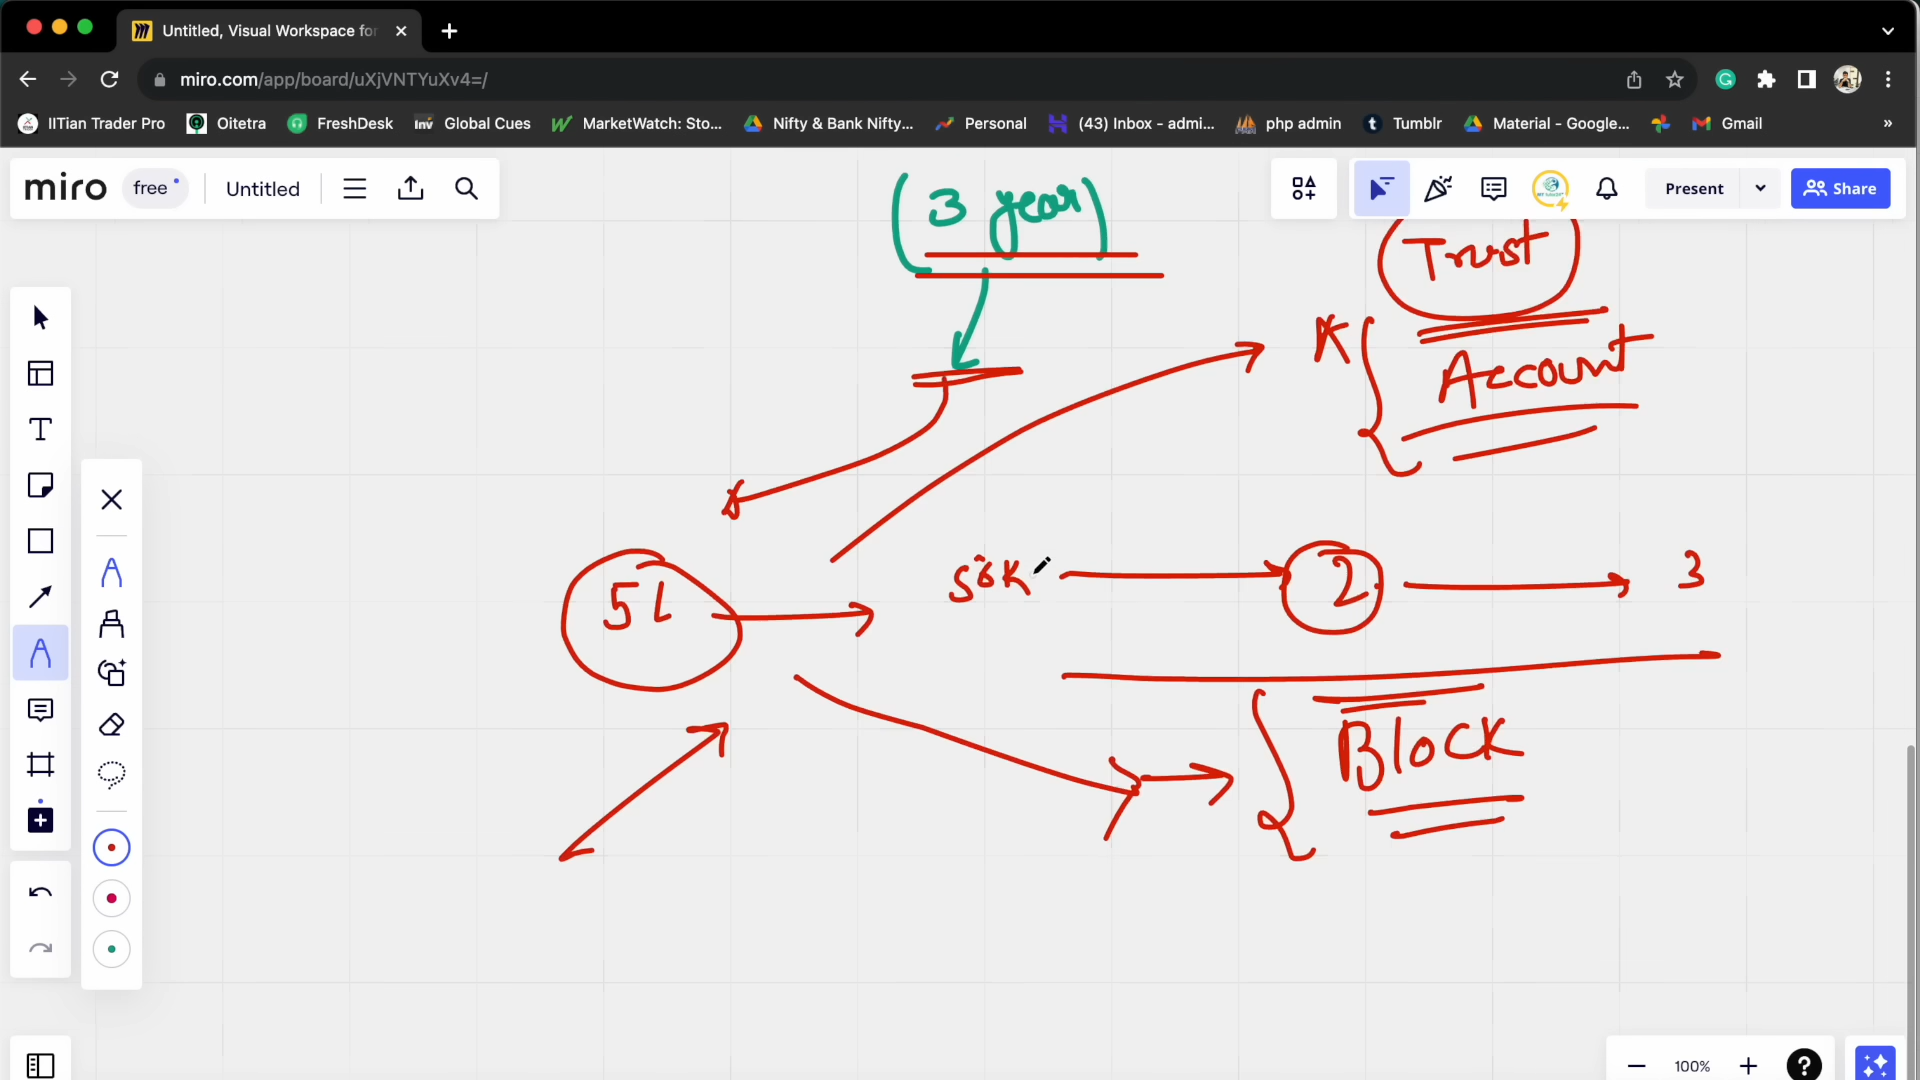 Untitled, Visual Workspace for
miro.com/app/board/uXjVNTYuXv4=/
IITian Trader Pro
Oitetra
FreshDesk
Inv Global Cues
MarketWatch: Sto...
Nifty & Bank Nifty...
Personal
(43) Inbox - admi...
php admin
Tumblr
Material - Google...
Gmail
»
miro
free
Untitled
Present
Share
(3 year)
Trust
K
Account
50K
2
3
5L
Block
100%